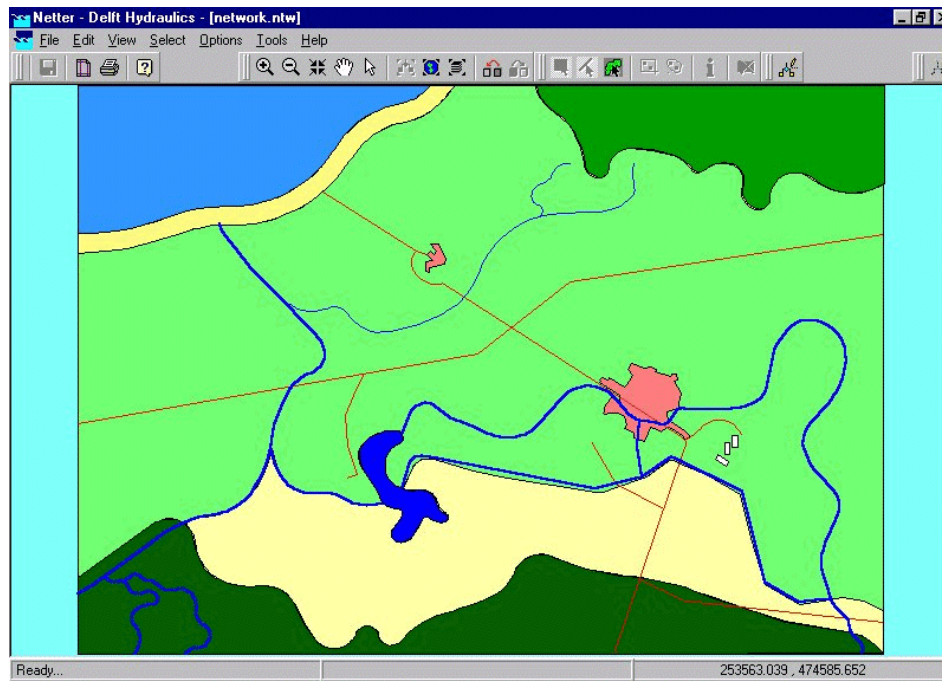 Netter - Delft Hydraulics - [network.ntw]
File Edit View Select Options Tools Help
Ready...
253563.039 , 474585.652